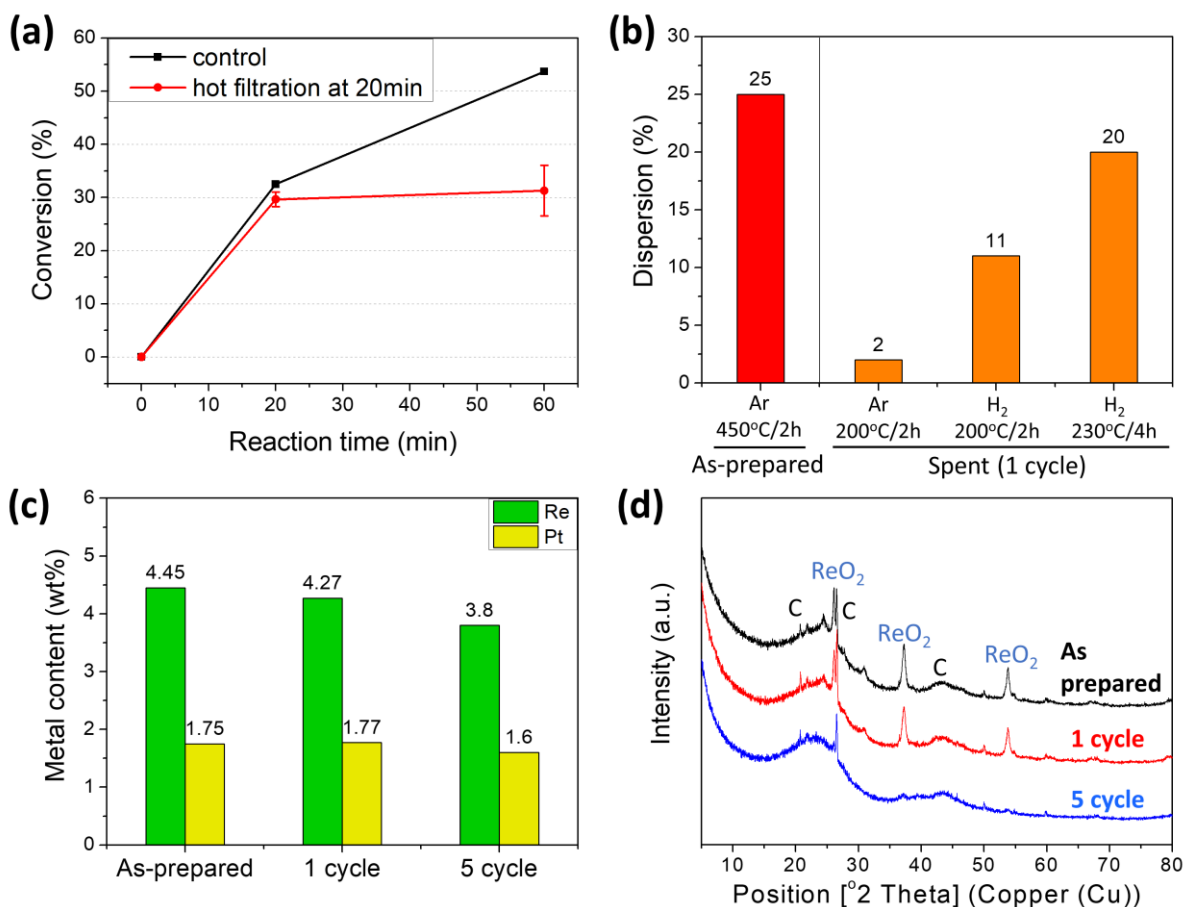 (a)
control
hot filtration at 20min
60
50
40
30
20
10
0
Conversion (%)
0 10 20 30 40 50 60
Reaction time (min)
(b)
30
25
20
15
10
5
0
Dispersion (%)
25
2
11
20
Ar Ar H₂ H₂
450°C/2h 200°C/2h 200°C/2h 230°C/4h
As-prepared Spent (1 cycle)
(c)
Re
Pt
6
5
4
3
2
1
0
Metal content (wt%)
4.45
1.75
4.27
1.77
3.8
1.6
As-prepared 1 cycle 5 cycle
(d)
ReO₂
C C
ReO₂
C
ReO₂
As
prepared
1 cycle
5 cycle
Intensity (a.u.)
10 20 30 40 50 60 70 80
Position [°2 Theta] (Copper (Cu))